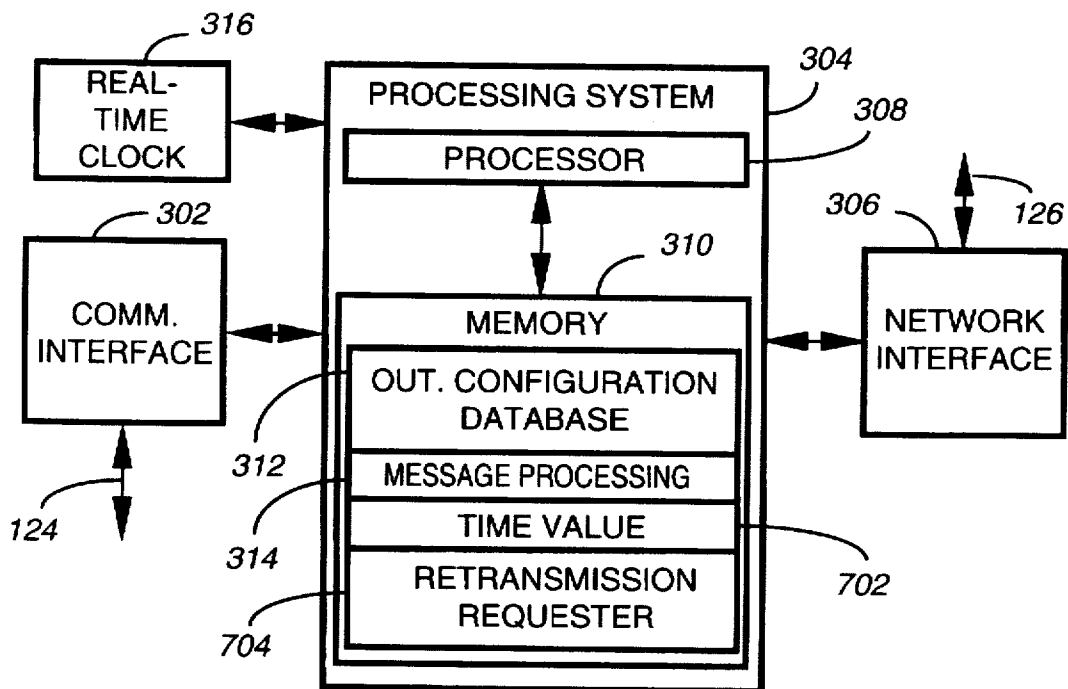 316
REAL-
TIME
CLOCK
PROCESSING SYSTEM
304
308
PROCESSOR
302
COMM.
INTERFACE
124
310
MEMORY
OUT. CONFIGURATION
DATABASE
312
MESSAGE PROCESSING
314
TIME VALUE
702
RETRANSMISSION
REQUESTER
704
306
126
NETWORK
INTERFACE